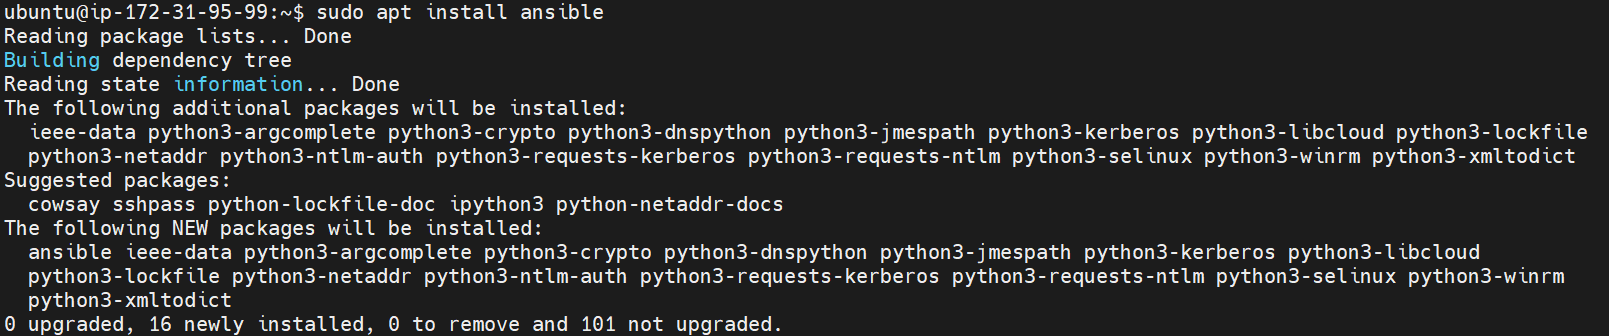 ubuntu@ip-172-31-95-99:~$ sudo apt install ansible
Reading package lists... Done
Building dependency tree
Reading state information... Done
The following additional packages will be installed:
  ieee-data python3-argcomplete python3-crypto python3-dnspython python3-jmespath python3-kerberos python3-libcloud python3-lockfile
  python3-netaddr python3-ntlm-auth python3-requests-kerberos python3-requests-ntlm python3-selinux python3-winrm python3-xmltodict
Suggested packages:
  cowsay sshpass python-lockfile-doc ipython3 python-netaddr-docs
The following NEW packages will be installed:
  ansible ieee-data python3-argcomplete python3-crypto python3-dnspython python3-jmespath python3-kerberos python3-libcloud
  python3-lockfile python3-netaddr python3-ntlm-auth python3-requests-kerberos python3-requests-ntlm python3-selinux python3-winrm
  python3-xmltodict
0 upgraded, 16 newly installed, 0 to remove and 101 not upgraded.